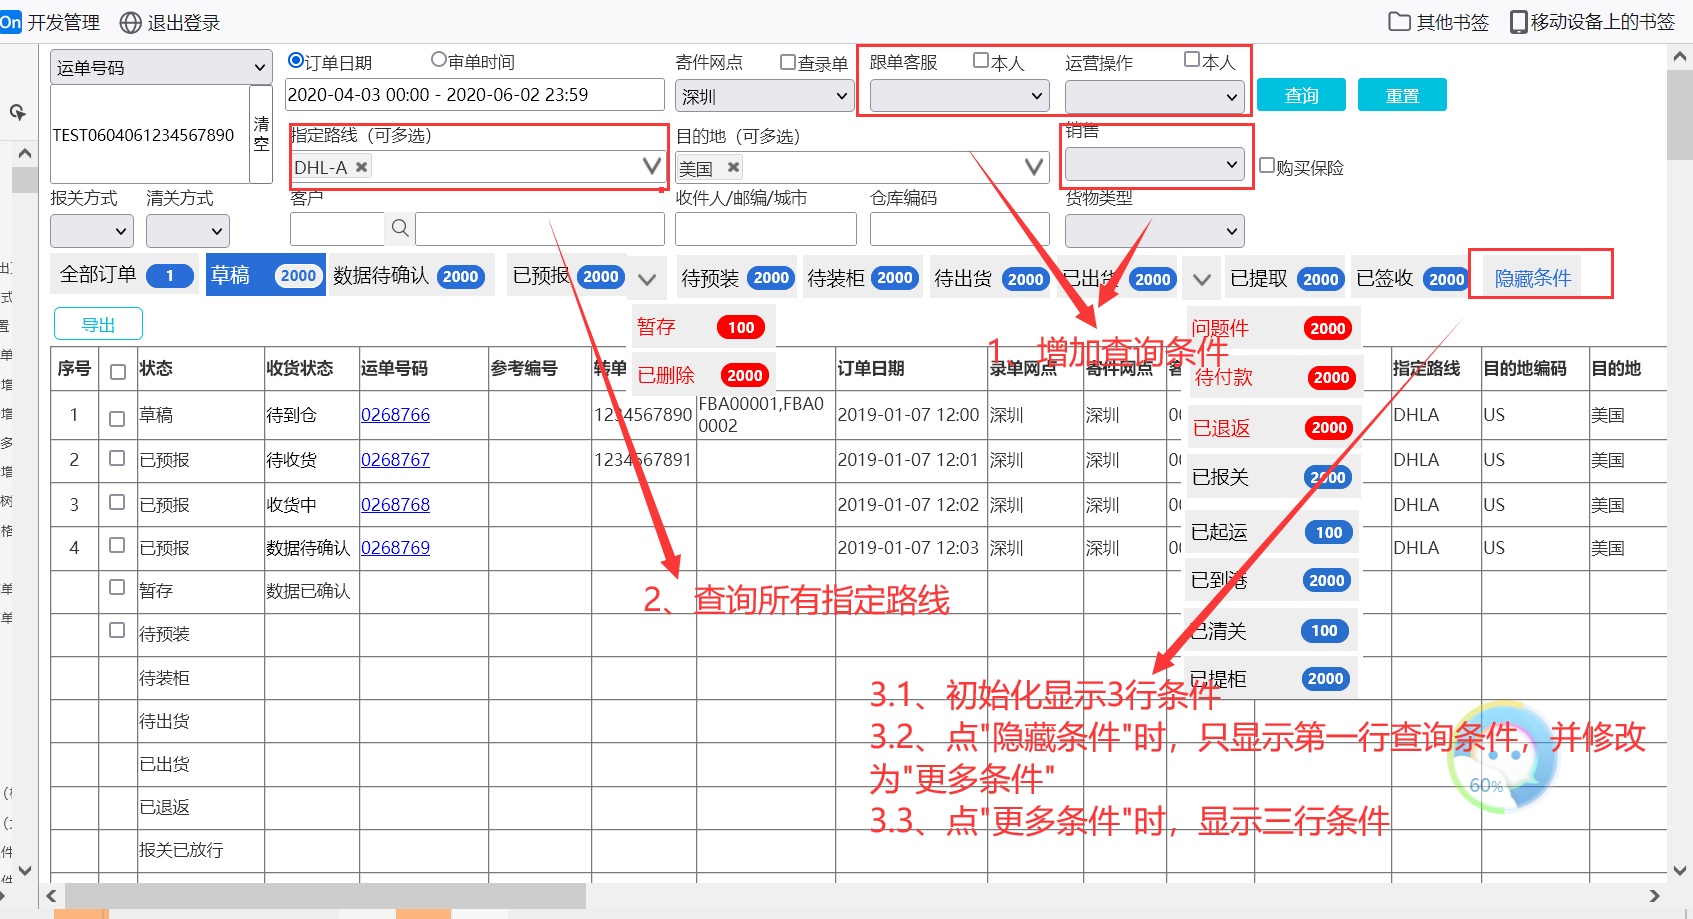 On 开发管理 退出登录 其他书签 移动设备上的书签
运单号码 订单日期 审单时间 寄件网点 查录单 跟单客服 本人 运营操作 本人
2020-04-03 00:00 - 2020-06-02 23:59 深圳 查询 重置
TEST0604061234567890 清空 指定路线（可多选） 目的地（可多选） 销售
DHL-A 美国 购买保险
报关方式 清关方式 客户 收件人/邮编/城市 仓库编码 货物类型
全部订单 1 草稿 2000 数据待确认 2000 已预报 2000 待预装 2000 待装柜 2000 待出货 2000 已出货 2000 已提取 2000 已签收 2000 隐藏条件
导出
暂存 100
已删除 2000
问题件 2000
待付款 2000
已退返 2000
已报关 2000
已起运 100
已到港 2000
已清关 100
已提柜 2000
1、增加查询条件
序号 状态 收货状态 运单号码 参考编号 转单 订单日期 录单网点 寄件网点 指定路线 目的地编码 目的地
1 草稿 待到仓 0268766 1234567890 FBA00001,FBA0 2019-01-07 12:00 深圳 深圳 DHLA US 美国
0002
2 已预报 待收货 0268767 1234567891 2019-01-07 12:01 深圳 深圳 DHLA US 美国
3 已预报 收货中 0268768 2019-01-07 12:02 深圳 深圳 DHLA US 美国
4 已预报 数据待确认 0268769 2019-01-07 12:03 深圳 深圳 DHLA US 美国
暂存 数据已确认
2、查询所有指定路线
待预装
待装柜
待出货
已出货
已退返
报关已放行
3.1、初始化显示3行条件
3.2、点"隐藏条件"时，只显示第一行查询条件，并修改
为"更多条件"
3.3、点"更多条件"时，显示三行条件
60%